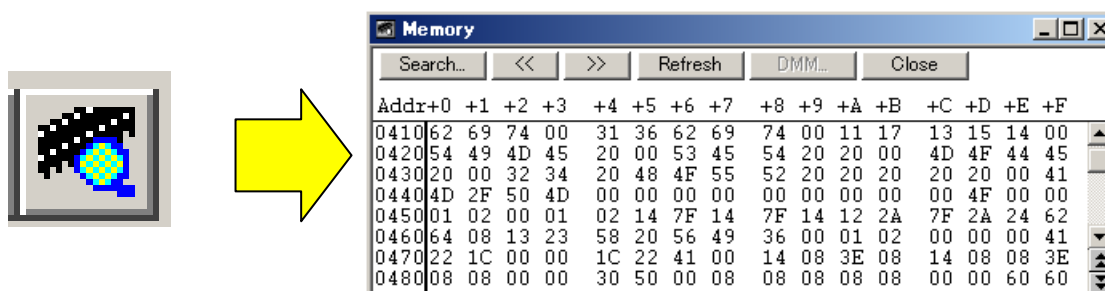 Memory
Search... << >> Refresh DMM... Close
Addr+0 +1 +2 +3 +4 +5 +6 +7 +8 +9 +A +B +C +D +E +F
0410 62 69 74 00 31 36 62 69 74 00 11 17 13 15 14 00
0420 54 49 4D 45 20 00 53 45 54 20 20 00 4D 4F 44 45
0430 20 00 32 34 20 48 4F 55 52 20 20 20 20 20 00 41
0440 4D 2F 50 4D 00 00 00 00 00 00 00 00 00 4F 00 00
0450 01 02 00 01 02 14 7F 14 7F 14 12 2A 7F 2A 24 62
0460 64 08 13 23 58 20 56 49 36 00 01 02 00 00 00 41
0470 22 1C 00 00 1C 22 41 00 14 08 3E 08 14 08 08 3E
0480 08 08 00 00 30 50 00 08 08 08 08 08 00 00 60 60